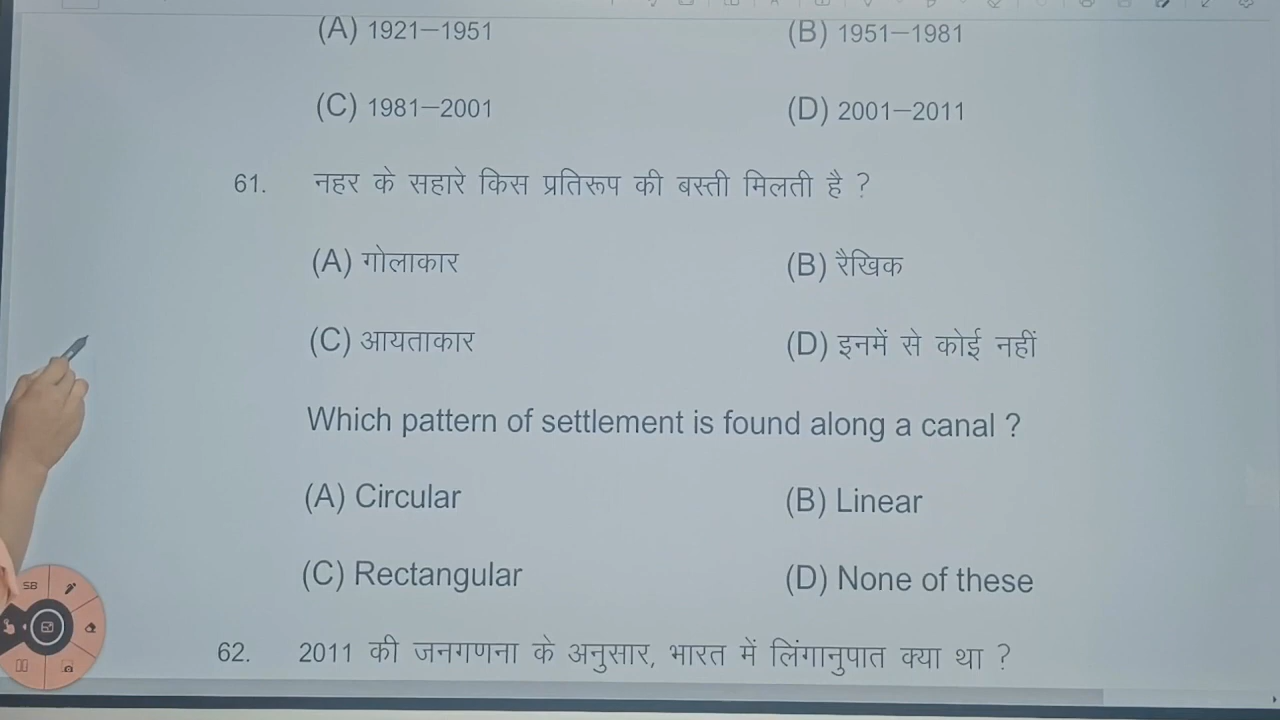 (A) 1921–1951 (B) 1951–1981
(C) 1981–2001 (D) 2001–2011
61. नहर के सहारे किस प्रतिरूप की बस्ती मिलती है ?
(A) गोलाकार (B) रैखिक
(C) आयताकार (D) इनमें से कोई नहीं
Which pattern of settlement is found along a canal ?
(A) Circular (B) Linear
(C) Rectangular (D) None of these
62. 2011 की जनगणना के अनुसार, भारत में लिंगानुपात क्या था ?
SB